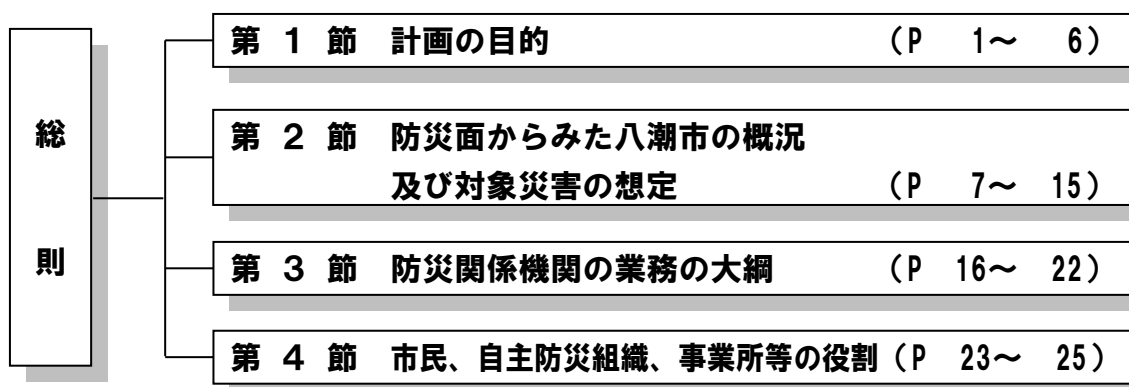 総則
第 1 節 計画の目的 (P 1～ 6)
第 2 節 防災面からみた八潮市の概況
及び対象災害の想定 (P 7～ 15)
第 3 節 防災関係機関の業務の大綱 (P 16～ 22)
第 4 節 市民、自主防災組織、事業所等の役割 (P 23～ 25)